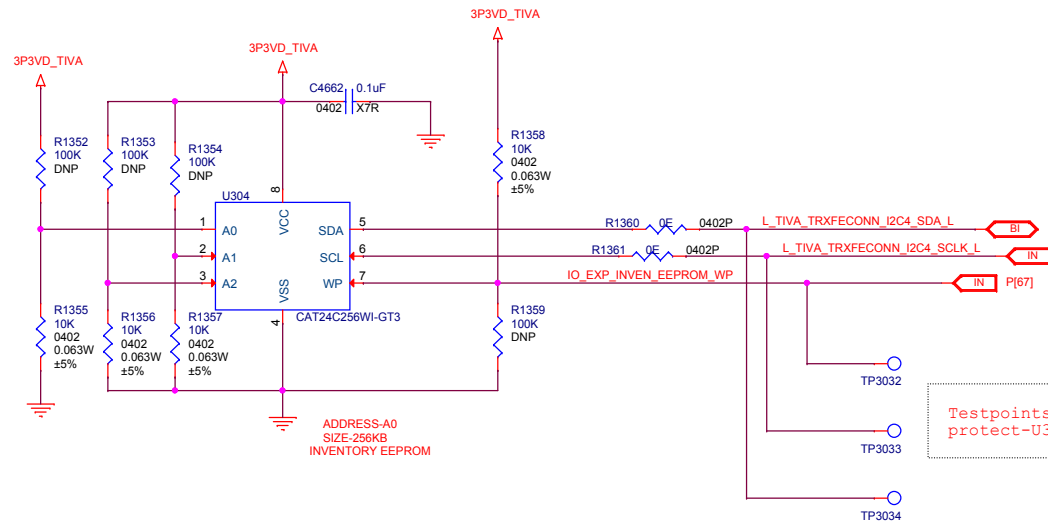 3P3VD_TIVA
3P3VD_TIVA
3P3VD_TIVA
C4662 0.1uF
0402 X7R
R1352
100K
DNP
R1353
100K
DNP
R1354
100K
DNP
R1358
10K
0402
0.063W
±5%
U304
8
VCC
1 A0
2 A1
3 A2
SDA 5
SCL 6
WP 7
VSS
4
CAT24C256WI-GT3
R1360 0E 0402P
L_TIVA_TRXFECONN_I2C4_SDA_L
BI
R1361 0E 0402P
L_TIVA_TRXFECONN_I2C4_SCLK_L
IN
IO_EXP_INVEN_EEPROM_WP
IN P[67]
R1355
10K
0402
0.063W
±5%
R1356
10K
0402
0.063W
±5%
R1357
10K
0402
0.063W
±5%
R1359
100K
DNP
TP3032
TP3033
TP3034
ADDRESS-A0
SIZE-256KB
INVENTORY EEPROM
Testpoints
protect-U3